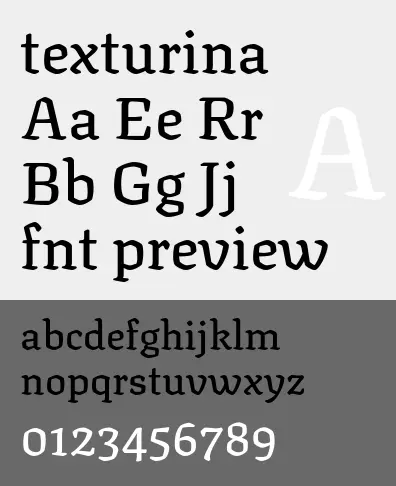 texturina
Aa Ee Rr
A
Bb Gg Jj
fnt preview
abcdefghijklm
nopqrstuvwxyz
0123456789